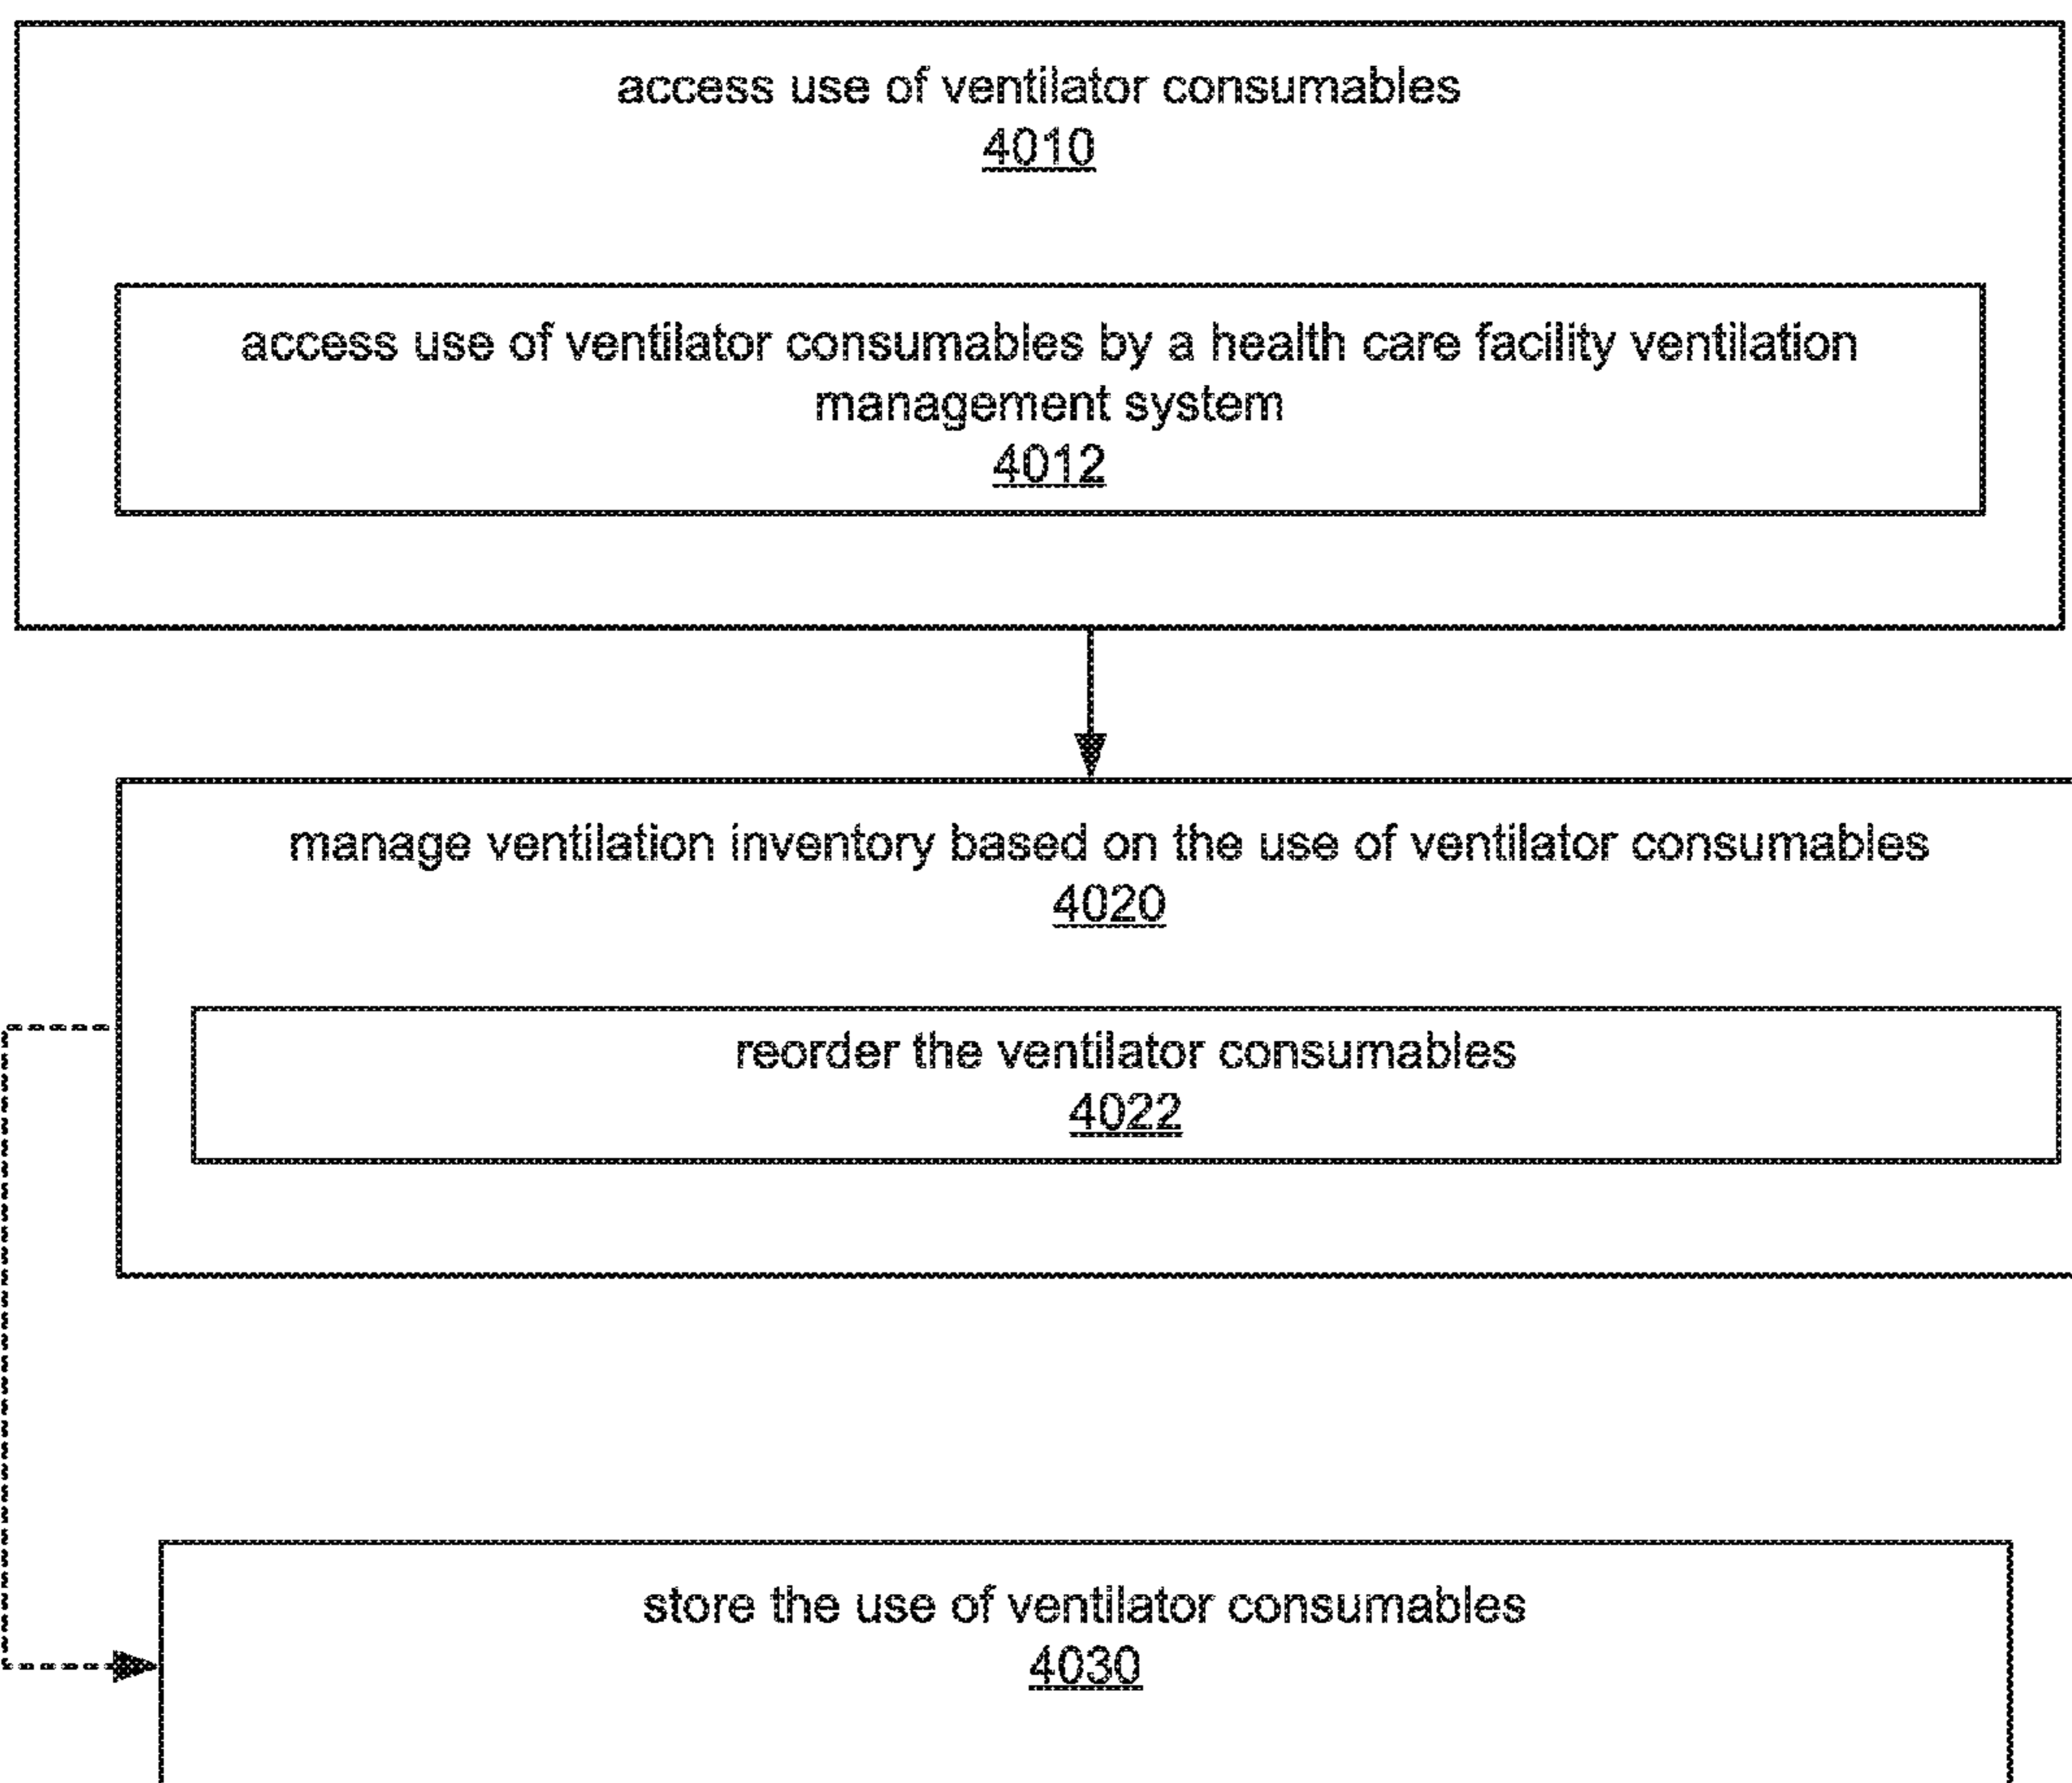 access use of ventilator consumables
4010
access use of ventilator consumables by a health care facility ventilation
management system
4012
manage ventilation inventory based on the use of ventilator consumables
4020
reorder the ventilator consumables
4022
store the use of ventilator consumables
4030